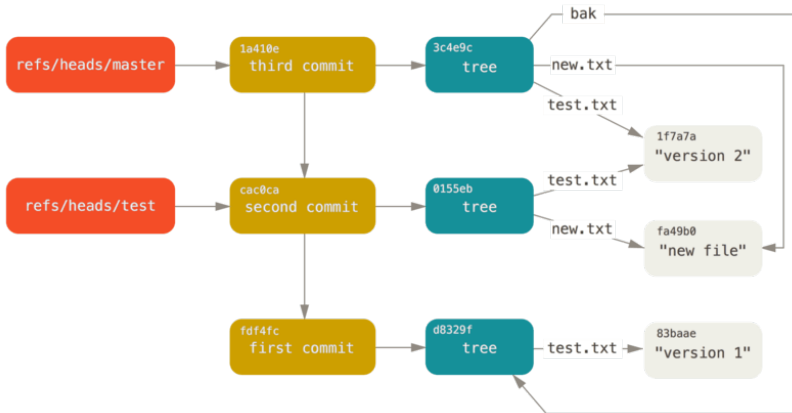 bak
refs/heads/master
1a410e
third commit
3c4e9c
tree
new.txt
test.txt
1f7a7a
"version 2"
refs/heads/test
cac0ca
second commit
0155eb
tree
test.txt
new.txt
fa49b0
"new file"
fdf4fc
first commit
d8329f
tree
test.txt
83baae
"version 1"